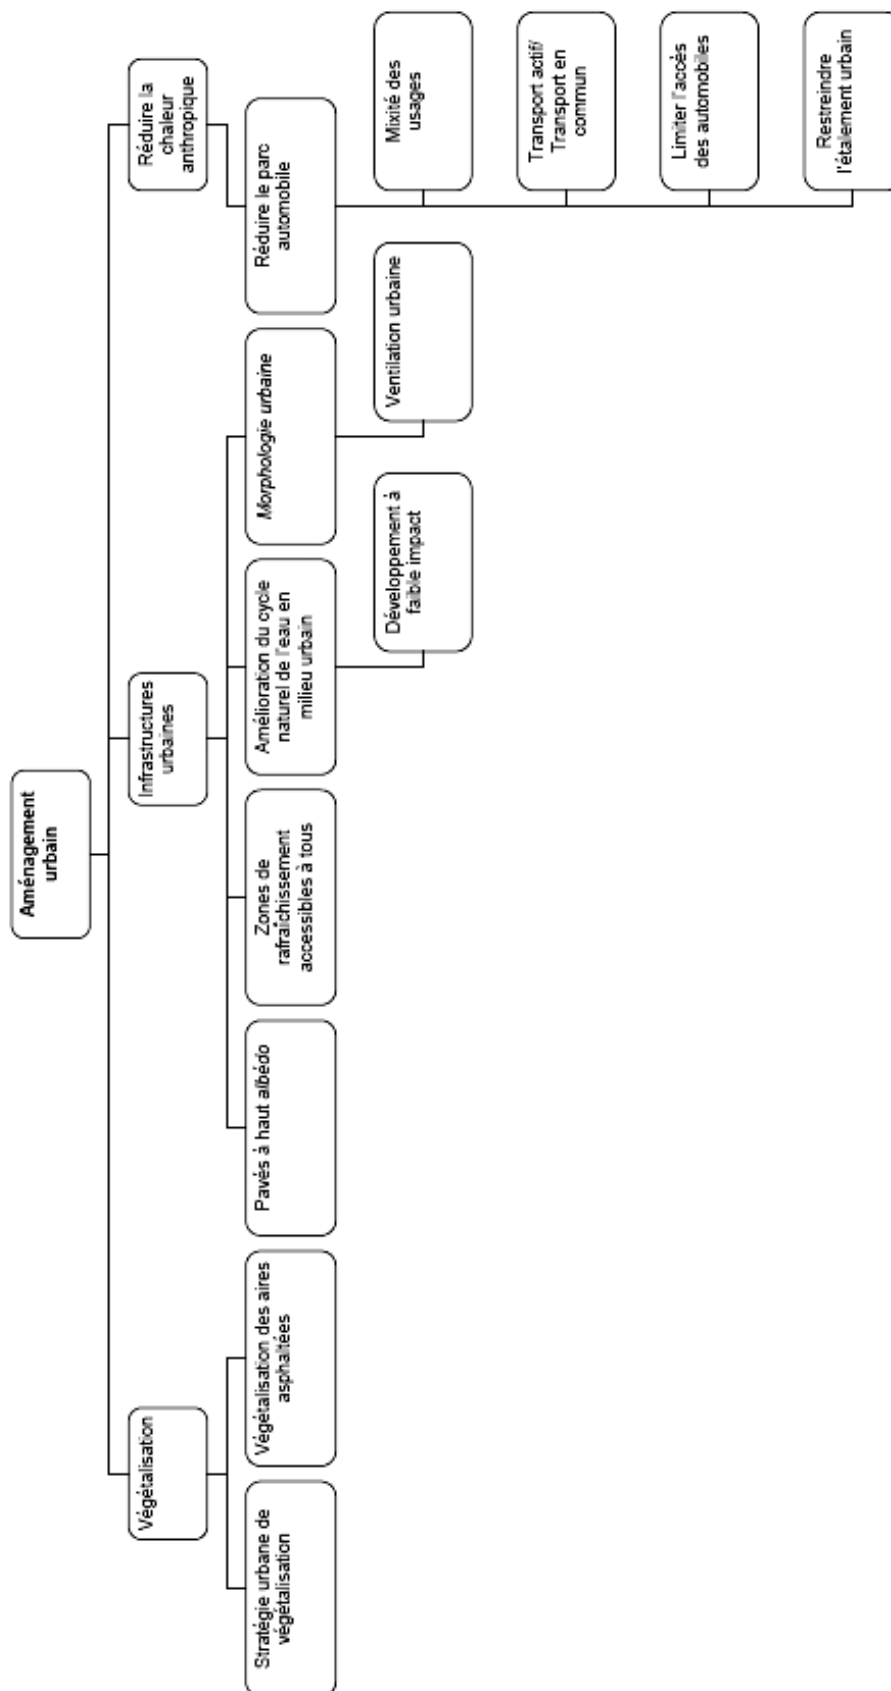 Aménagement
urbain
Végétalisation
Infrastructures
urbaines
Réduire la
chaleur
anthropique
Stratégie urbane de
végétalisation
Végétalisation des aires
asphaltées
Pavés à haut albédo
Zones de
rafraîchissement
accessibles à tous
Amélioration du cycle
naturel de l'eau en
milieu urbain
Morphologie urbaine
Réduire le parc
automobile
Développement à
faible impact
Ventilation urbaine
Mixité des
usages
Transport actif/
Transport en
commun
Limiter l'accès
des automobiles
Restreindre
l'étalement urbain